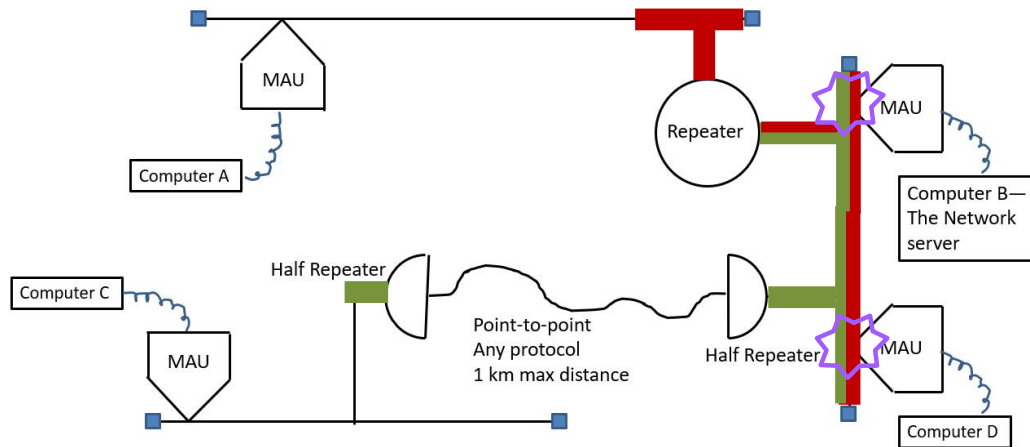 MAU
Computer A
Repeater
MAU
Computer B—
The Network
server
Computer C
MAU
Half Repeater
Point-to-point
Any protocol
1 km max distance
Half Repeater
MAU
Computer D